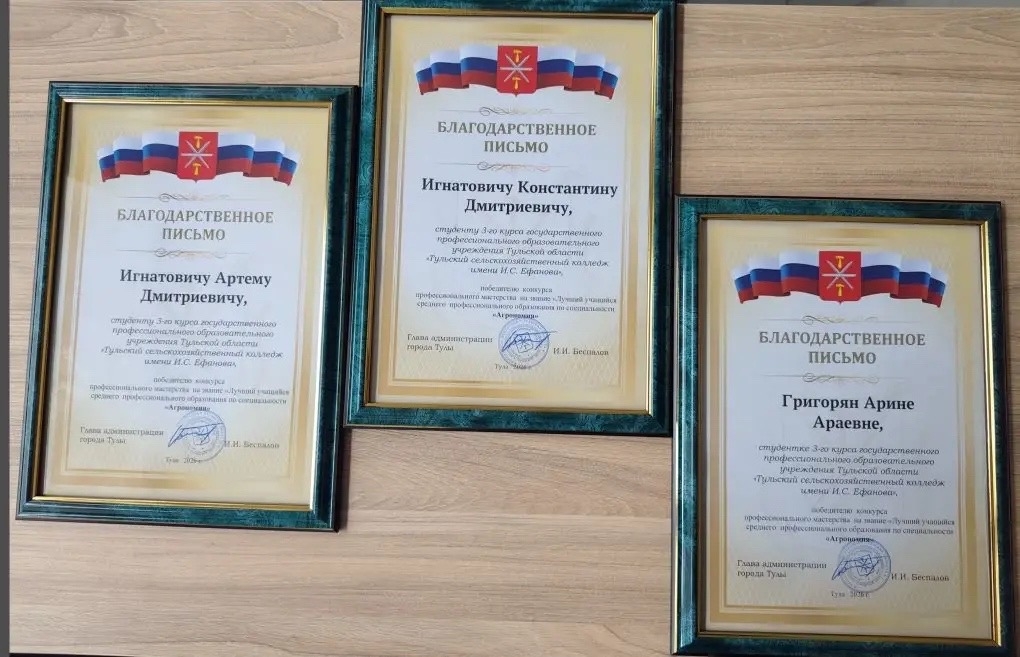 БЛАГОДАРСТВЕННОЕ
ПИСЬМО
Игнатовичу Артему
Дмитриевичу,
студенту 3-го курса государственного
профессионального образовательного
учреждения Тульской области
«Тульский сельскохозяйственный колледж
имени И.С. Ефанова»,
победителю конкурса
профессионального мастерства на звание «Лучший учащийся
среднего профессионального образования по специальности
«Агрономия»
Глава администрации
города Тулы
И.И. Беспалов
Тула 2026 г.
БЛАГОДАРСТВЕННОЕ
ПИСЬМО
Игнатовичу Константину
Дмитриевичу,
студенту 3-го курса государственного
профессионального образовательного
учреждения Тульской области
«Тульский сельскохозяйственный колледж
имени И.С. Ефанова»,
победителю конкурса
профессионального мастерства на звание «Лучший учащийся
среднего профессионального образования по специальности
«Агрономия»
Глава администрации
города Тулы
И.И. Беспалов
Тула 2026 г.
БЛАГОДАРСТВЕННОЕ
ПИСЬМО
Григорян Арине
Араевне,
студентке 3-го курса государственного
профессионального образовательного
учреждения Тульской области
«Тульский сельскохозяйственный колледж
имени И.С. Ефанова»,
победителю конкурса
профессионального мастерства на звание «Лучший учащийся
среднего профессионального образования по специальности
«Агрономия»
Глава администрации
города Тулы
И.И. Беспалов
Тула 2026 г.